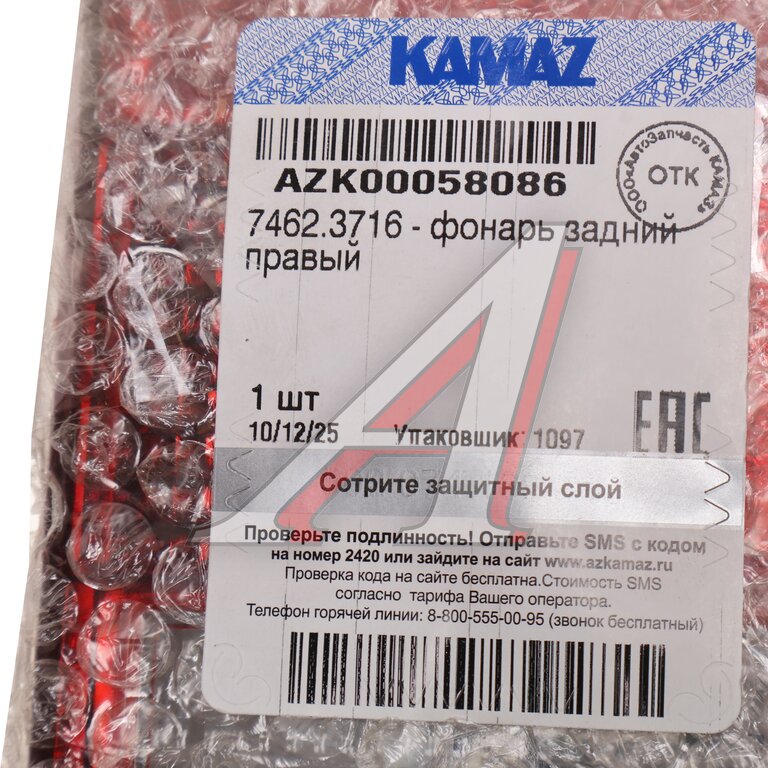 KAMAZ
AZK00058086
ООО«АвтоЗапчасть КАМАЗ»
ОТК
7462.3716 - фонарь задний
правый
1 шт
10/12/25 Упаковщик: 1097
EAC
Сотрите защитный слой
Проверьте подлинность! Отправьте SMS с кодом
на номер 2420 или зайдите на сайт www.azkamaz.ru
Проверка кода на сайте бесплатна.Стоимость SMS
согласно тарифа Вашего оператора.
Телефон горячей линии: 8-800-555-00-95 (звонок бесплатный)